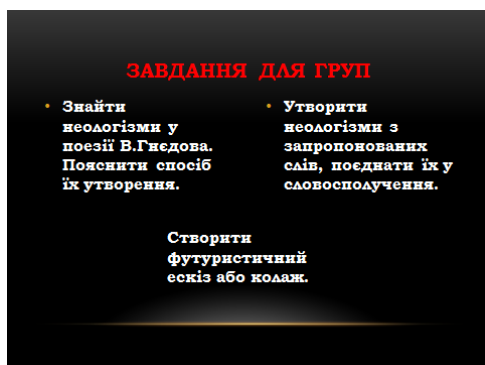 ЗАВДАННЯ ДЛЯ ГРУП
• Знайти
неологізми у
поезії В.Гнєдова.
Пояснити спосіб
їх утворення.
• Утворити
неологізми з
запропонованих
слів, поєднати їх у
словосполучення.
Створити
футуристичний
ескіз або колаж.